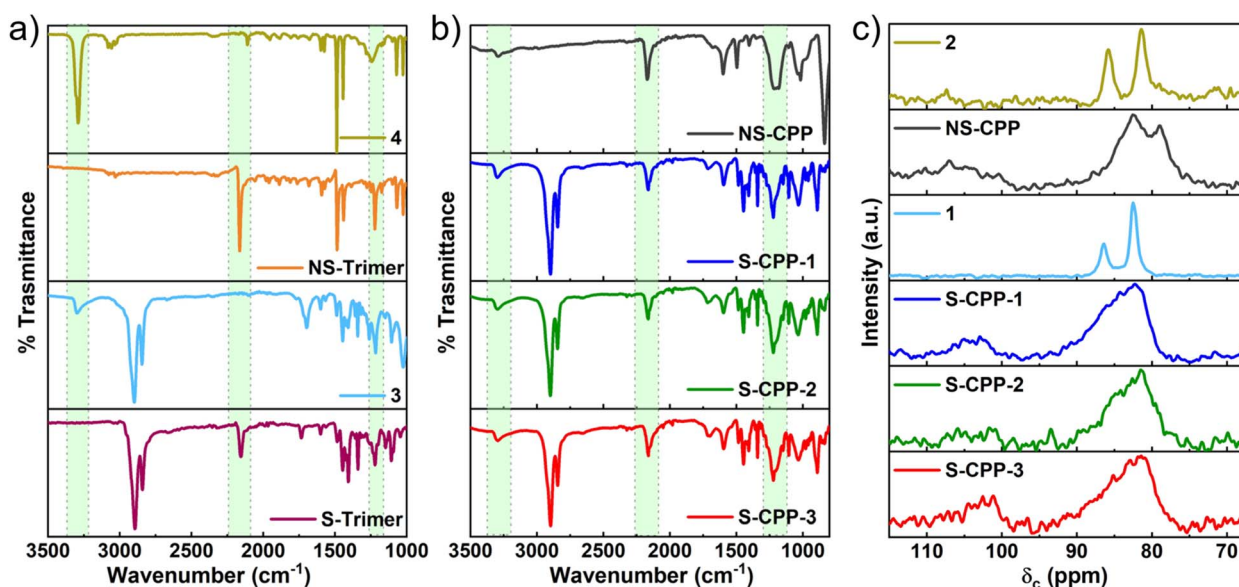 a)
4
NS-Trimer
3
S-Trimer
% Trasmittance
3500 3000 2500 2000 1500 1000
Wavenumber (cm⁻¹)
b)
NS-CPP
S-CPP-1
S-CPP-2
S-CPP-3
% Trasmittance
3500 3000 2500 2000 1500 1000
Wavenumber (cm⁻¹)
c)
2
NS-CPP
1
S-CPP-1
S-CPP-2
S-CPP-3
Intensity (a.u.)
110 100 90 80 70
δc (ppm)